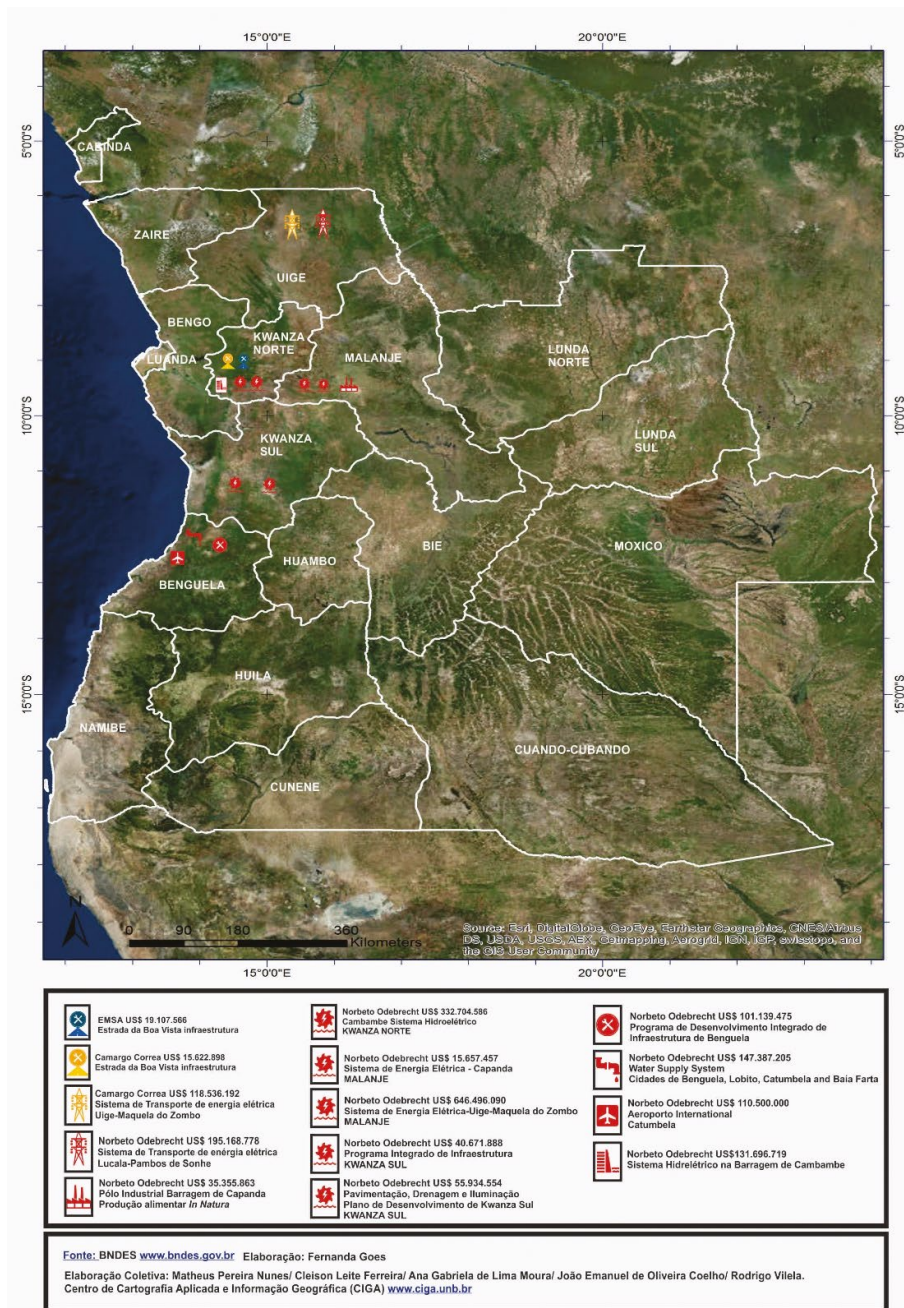 15°0'0"E 20°0'0"E
5°0'0"S 5°0'0"S
CABINDA
ZAIRE
UIGE
BENGO
KWANZA
NORTE
LUANDA
MALANJE
LUNDA
NORTE
10°0'0"S 10°0'0"S
KWANZA
SUL
LUNDA
SUL
BIE
MOXICO
HUAMBO
BENGUELA
15°0'0"S 15°0'0"S
HUILA
NAMIBE
CUANDO-CUBANDO
CUNENE
N
0 90 180 360
Kilometers
Source: Esri, DigitalGlobe, GeoEye, Earthstar Geographics, CNES/Airbus
DS, USDA, USGS, AEX, Getmapping, Aerogrid, IGN, IGP, swisstopo, and
the GIS User Community
15°0'0"E 20°0'0"E
EMSA US$ 19.107.566
Estrada da Boa Vista infraestrutura
Camargo Correa US$ 15.622.898
Estrada da Boa Vista infraestrutura
Camargo Correa US$ 118.536.192
Sistema de Transporte de energia elétrica
Uige-Maquela do Zombo
Norbeto Odebrecht US$ 195.168.778
Sistema de Transporte de enérgia elétrica
Lucala-Pambos de Sonhe
Norbeto Odebrecht US$ 35.355.863
Pólo Industrial Barragem de Capanda
Produção alimentar In Natura
Norbeto Odebrecht US$ 332.704.586
Cambambe Sistema Hidroelétrico
KWANZA NORTE
Norbeto Odebrecht US$ 15.657.457
Sistema de Energia Elétrica - Capanda
MALANJE
Norbeto Odebrecht US$ 646.496.090
Sistema de Energia Elétrica-Uige-Maquela do Zombo
MALANJE
Norbeto Odebrecht US$ 40.671.888
Programa Integrado de Infraestrutura
KWANZA SUL
Norbeto Odebrecht US$ 55.934.554
Pavimentação, Drenagem e Iluminação
Plano de Desenvolvimento de Kwanza Sul
KWANZA SUL
Norbeto Odebrecht US$ 101.139.475
Programa de Desenvolvimento Integrado de
Infraestrutura de Benguela
Norbeto Odebrecht US$ 147.387.205
Water Supply System
Cidades de Benguela, Lobito, Catumbela and Baia Farta
Norbeto Odebrecht US$ 110.500.000
Aeroporto International
Catumbela
Norbeto Odebrecht US$131.696.719
Sistema Hidrelétrico na Barragem de Cambambe
Fonte: BNDES www.bndes.gov.br Elaboração: Fernanda Goes
Elaboração Coletiva: Matheus Pereira Nunes/ Cleison Leite Ferreira/ Ana Gabriela de Lima Moura/ João Emanuel de Oliveira Coelho/ Rodrigo Vilela.
Centro de Cartografia Aplicada e Informação Geográfica (CIGA) www.ciga.unb.br